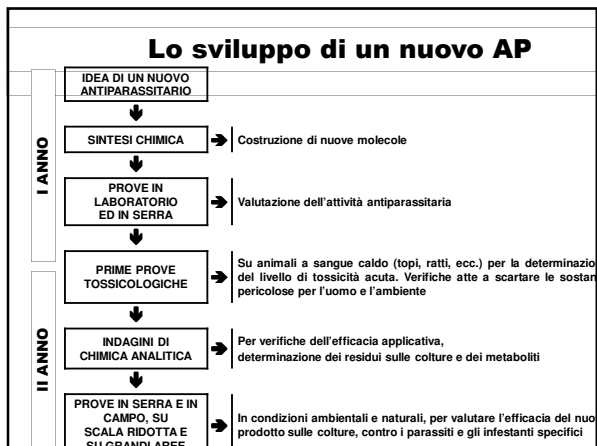 Lo sviluppo di un nuovo AP
I ANNO
IDEA DI UN NUOVO
ANTIPARASSITARIO
SINTESI CHIMICA
Costruzione di nuove molecole
PROVE IN
LABORATORIO
ED IN SERRA
Valutazione dell'attività antiparassitaria
PRIME PROVE
TOSSICOLOGICHE
Su animali a sangue caldo (topi, ratti, ecc.) per la determinazio
del livello di tossicità acuta. Verifiche atte a scartare le sostan
pericolose per l'uomo e l'ambiente
II ANNO
INDAGINI DI
CHIMICA ANALITICA
Per verifiche dell'efficacia applicativa,
determinazione dei residui sulle colture e dei metaboliti
PROVE IN SERRA E IN
CAMPO, SU
SCALA RIDOTTA E
SU GRANDI AREE
In condizioni ambientali e naturali, per valutare l'efficacia del nuo
prodotto sulle colture, contro i parassiti e gli infestanti specifici